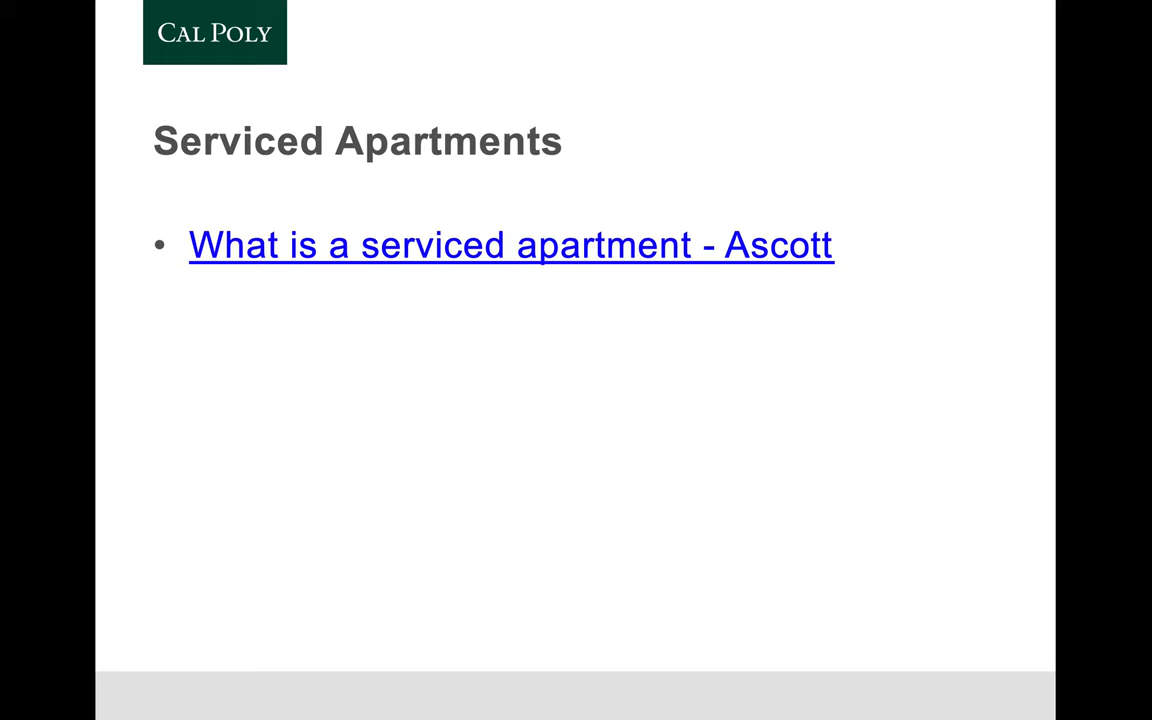 CAL POLY
Serviced Apartments
• What is a serviced apartment - Ascott